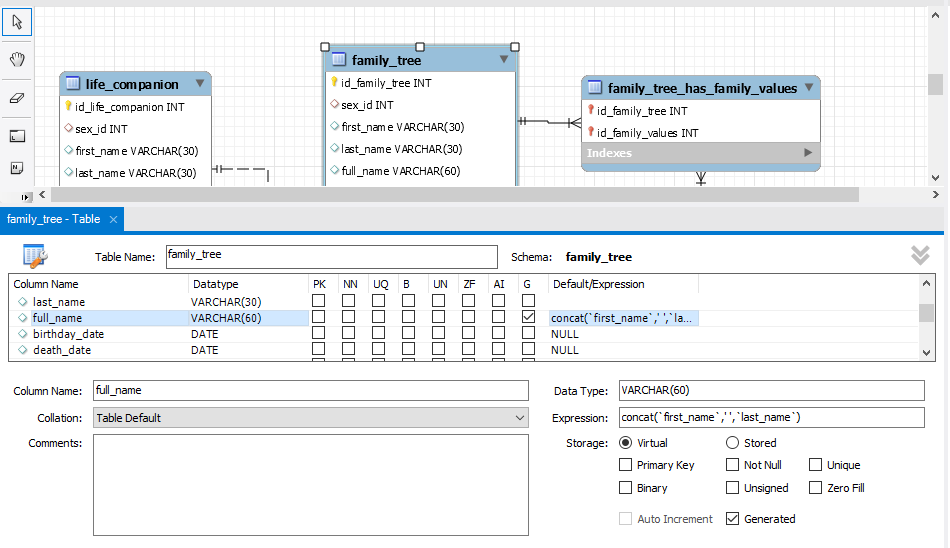 life_companion
id_life_companion INT
sex_id INT
first_name VARCHAR(30)
last_name VARCHAR(30)
family_tree
id_family_tree INT
sex_id INT
first_name VARCHAR(30)
last_name VARCHAR(30)
full_name VARCHAR(60)
family_tree_has_family_values
id_family_tree INT
id_family_values INT
Indexes
family_tree - Table
Table Name: family_tree Schema: family_tree
Column Name Datatype PK NN UQ B UN ZF AI G Default/Expression
last_name VARCHAR(30)
full_name VARCHAR(60) concat(`first_name`,' ',`la...
birthday_date DATE NULL
death_date DATE NULL
Column Name: full_name Data Type: VARCHAR(60)
Collation: Table Default Expression: concat(`first_name`,' ',`last_name`)
Comments: Storage: Virtual Stored
Primary Key Not Null Unique
Binary Unsigned Zero Fill
Auto Increment Generated